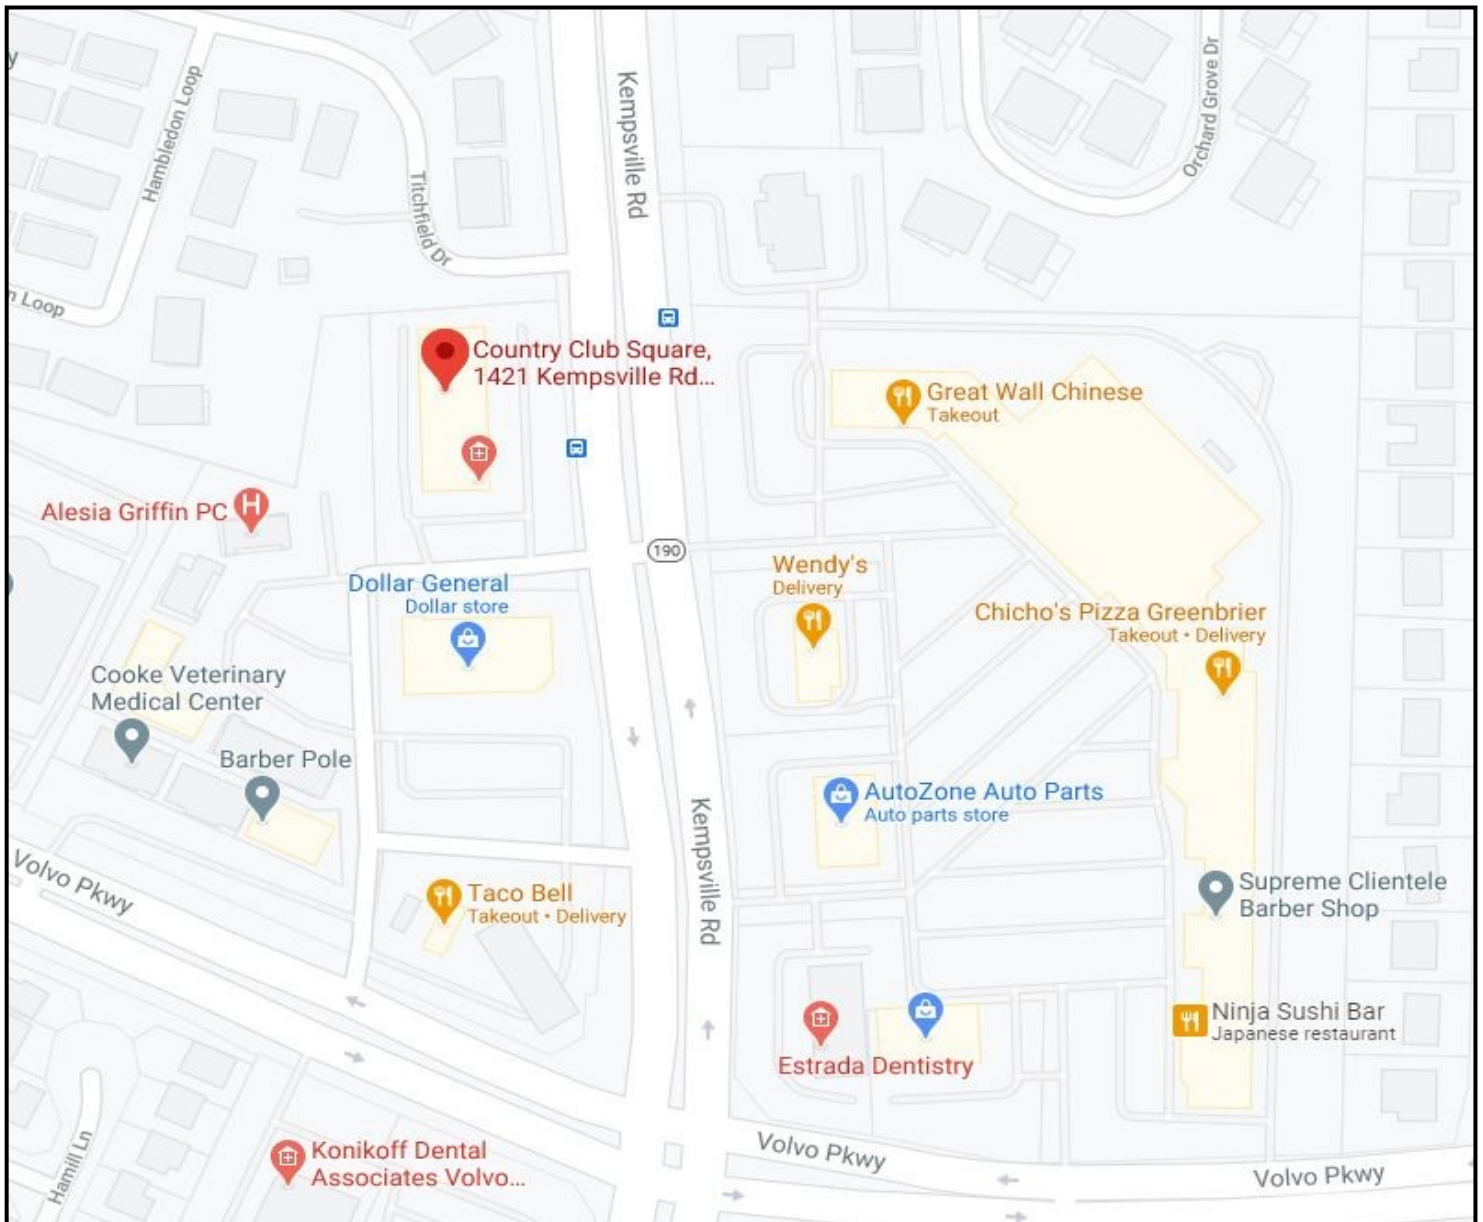 y
Hambledon Loop
Kempsville Rd
Orchard Grove Dr
Titchfield Dr
n Loop
Country Club Square,
1421 Kempsville Rd...
Great Wall Chinese
Takeout
Alesia Griffin PC
H
190
Wendy's
Delivery
Dollar General
Dollar store
Chicho's Pizza Greenbrier
Takeout • Delivery
Cooke Veterinary
Medical Center
Barber Pole
AutoZone Auto Parts
Auto parts store
Kempsville Rd
Volvo Pkwy
Taco Bell
Takeout • Delivery
Supreme Clientele
Barber Shop
Ninja Sushi Bar
Japanese restaurant
Estrada Dentistry
Hamill Ln
Konikoff Dental
Associates Volvo...
Volvo Pkwy
Volvo Pkwy